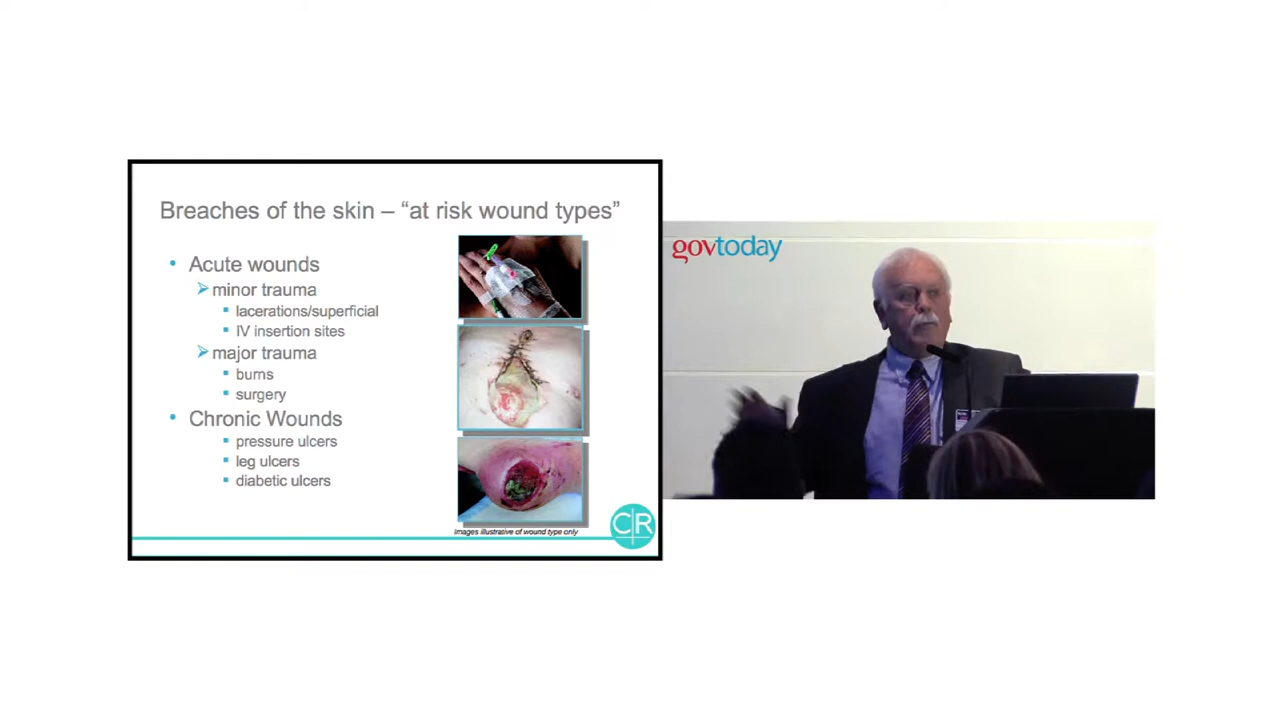 Breaches of the skin – “at risk wound types”
Acute wounds
minor trauma
lacerations/superficial
IV insertion sites
major trauma
burns
surgery
Chronic Wounds
pressure ulcers
leg ulcers
diabetic ulcers
Images illustrative of wound type only
CR
govtoday